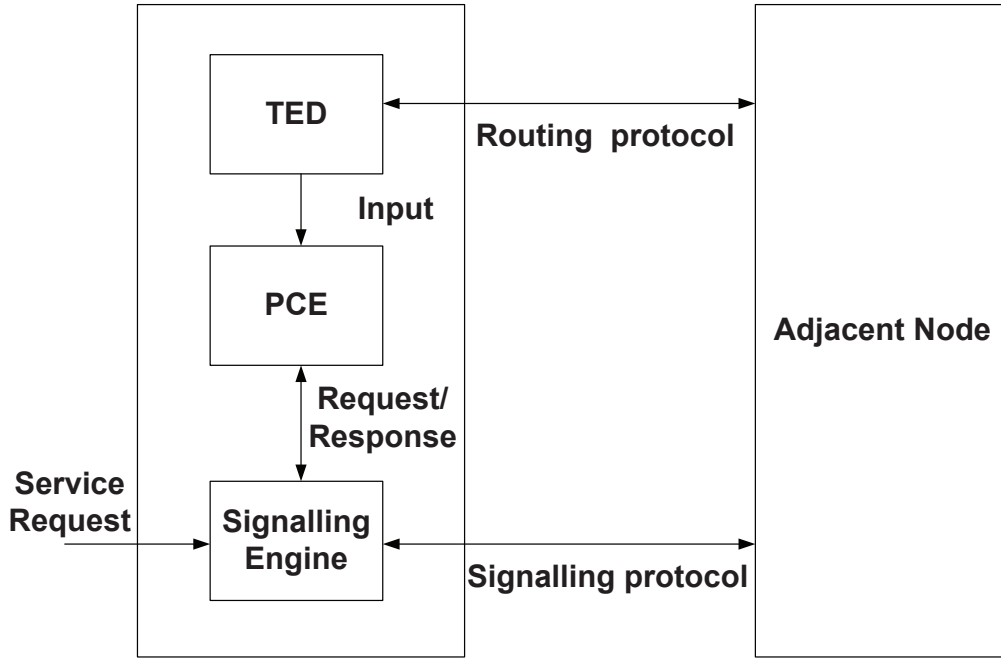 TED
Routing protocol
Input
PCE
Adjacent Node
Request/
Response
Service
Request
Signalling
Engine
Signalling protocol